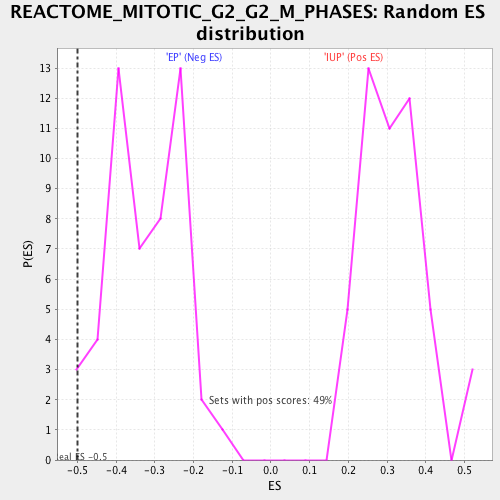 REACTOME_MITOTIC_G2_G2_M_PHASES: Random ES
distribution
'EP' (Neg ES) 'IUP' (Pos ES)
13
12
11
10
9
8
7
6
5
4
3
2
1
0
P(ES)
Sets with pos scores: 49%
eal ES -0.5
-0.5 -0.4 -0.3 -0.2 -0.1 0.0 0.1 0.2 0.3 0.4 0.5
ES